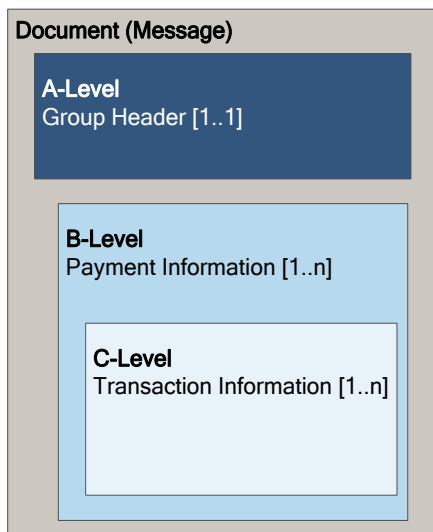 Document (Message)
A-Level
Group Header [1..1]
B-Level
Payment Information [1..n]
C-Level
Transaction Information [1..n]